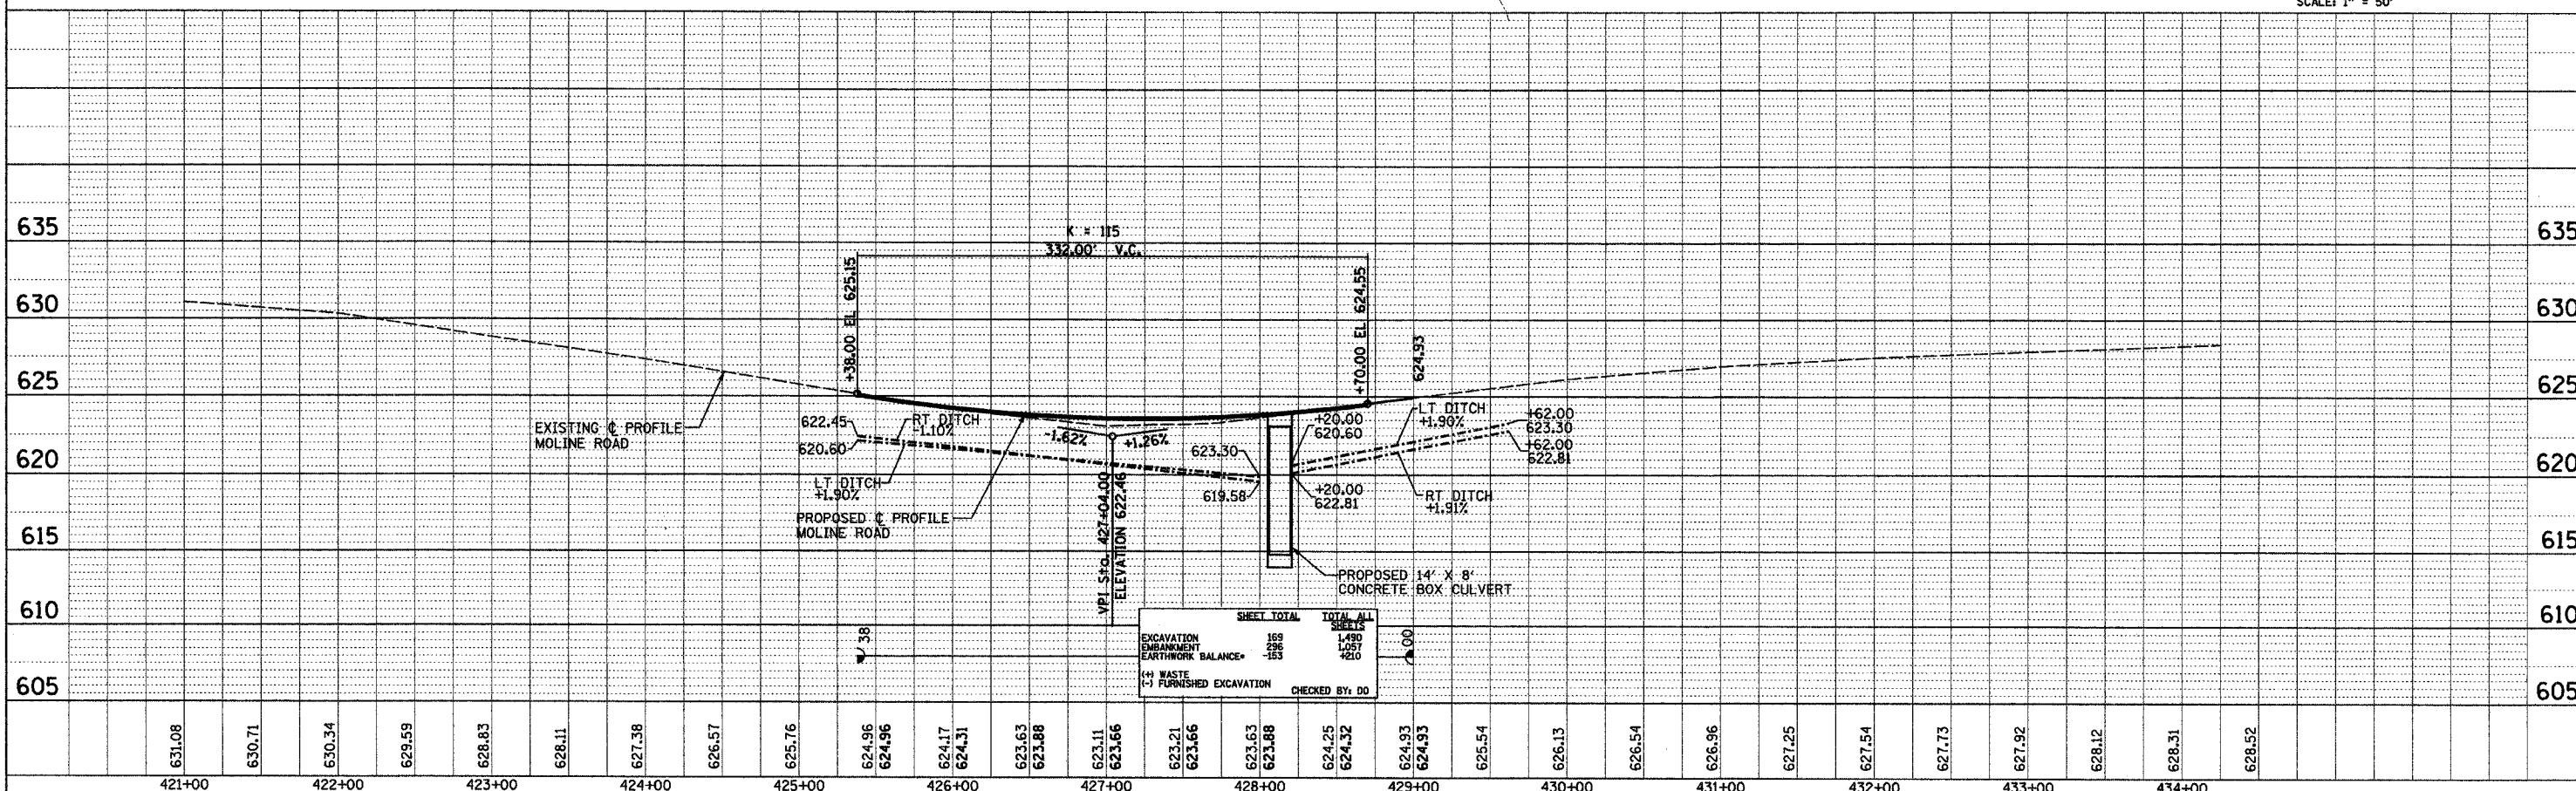 SCALE: 1" = 50'
635
635
K = 115
332.00' V.C.
+38.00 EL 625.15
+70.00 EL 624.55
630
630
624.93
625
625
EXISTING ℄ PROFILE
MOLINE ROAD
622.45
620.60
RT DITCH
-1.10%
-1.62%
+1.26%
+20.00
620.60
LT DITCH
+1.90%
+62.00
623.30
+62.00
622.81
620
620
623.30
619.58
LT DITCH
+1.90%
+20.00
622.81
RT DITCH
+1.91%
PROPOSED ℄ PROFILE
MOLINE ROAD
VPI Sta. 427+04.00
ELEVATION 622.46
615
615
PROPOSED 14' X 8'
CONCRETE BOX CULVERT
610
610
SHEET TOTAL TOTAL ALL SHEETS
EXCAVATION 169 1,490
EMBANKMENT 296 1,057
EARTHWORK BALANCE* -153 +210
(+) WASTE
(-) FURNISHED EXCAVATION
CHECKED BY: DO
38
00
605
605
631.08 630.71 630.34 629.59 628.83 628.11 627.38 626.57 625.76 624.96 624.17 623.63 623.11 623.21 623.63 624.25 624.93 625.54 626.13 626.54 626.96 627.25 627.54 627.73 627.92 628.12 628.31 628.52
624.96 624.31 623.88 623.66 623.66 623.88 624.32 624.93
421+00 422+00 423+00 424+00 425+00 426+00 427+00 428+00 429+00 430+00 431+00 432+00 433+00 434+00